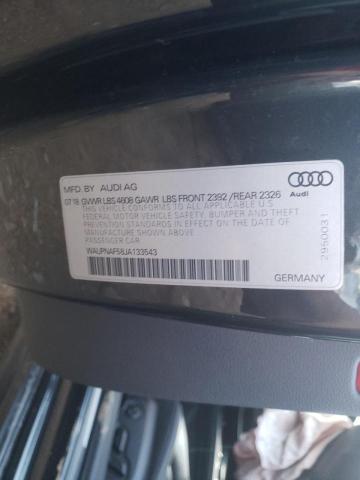 MFD. BY AUDI AG
07 18 GVWR LBS 4608 GAWR LBS FRONT 2392 /REAR 2326
THIS VEHICLE CONFORMS TO ALL APPLICABLE U.S.
FEDERAL MOTOR VEHICLE SAFETY, BUMPER AND THEFT
PREVENTION STANDARDS IN EFFECT ON THE DATE OF
MANUFACTURE SHOWN ABOVE.
PASSENGER CAR
WAUPNAF58JA133543
Audi
2950031
GERMANY